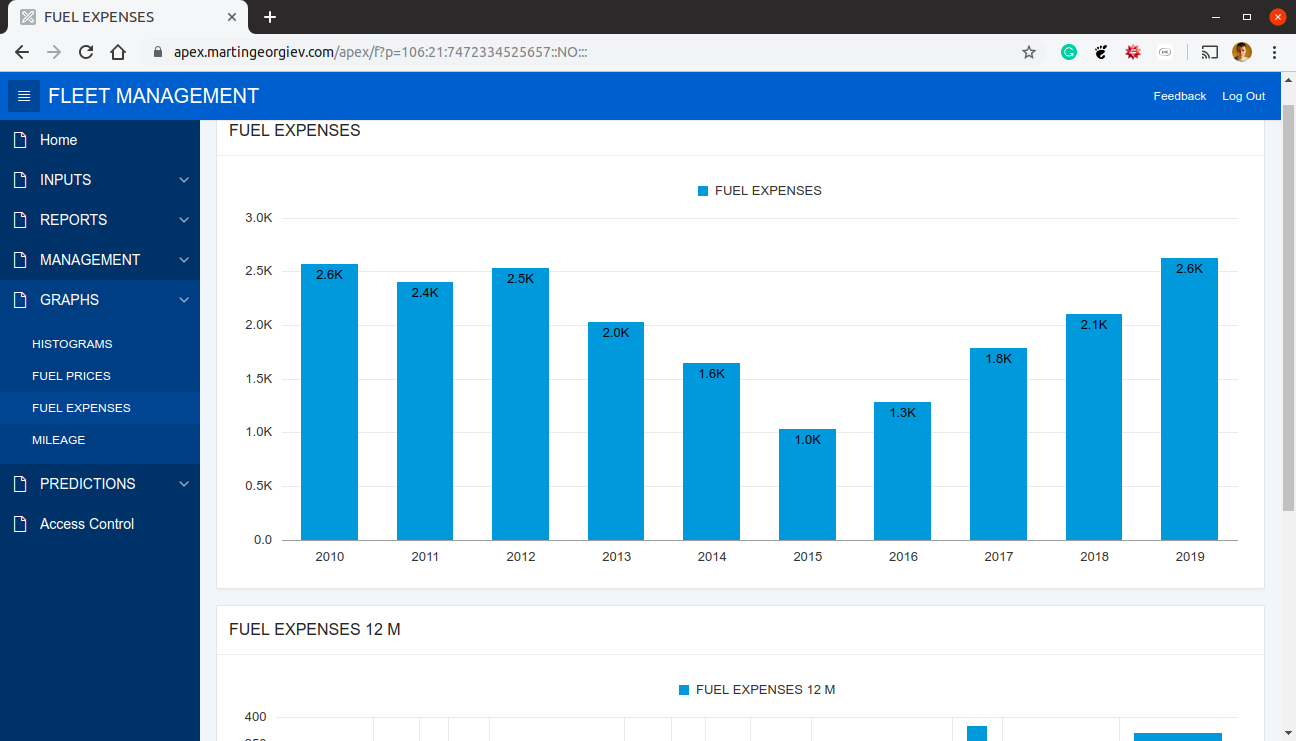 FUEL EXPENSES
apex.martingeorgiev.com/apex/f?p=106:21:7472334525657::NO:::
FLEET MANAGEMENT
Feedback Log Out
Home
INPUTS
REPORTS
MANAGEMENT
GRAPHS
HISTOGRAMS
FUEL PRICES
FUEL EXPENSES
MILEAGE
PREDICTIONS
Access Control
FUEL EXPENSES
FUEL EXPENSES
3.0K
2.5K
2.0K
1.5K
1.0K
0.5K
0.0
2.6K 2.4K 2.5K 2.0K 1.6K 1.0K 1.3K 1.8K 2.1K 2.6K
2010 2011 2012 2013 2014 2015 2016 2017 2018 2019
FUEL EXPENSES 12 M
FUEL EXPENSES 12 M
400